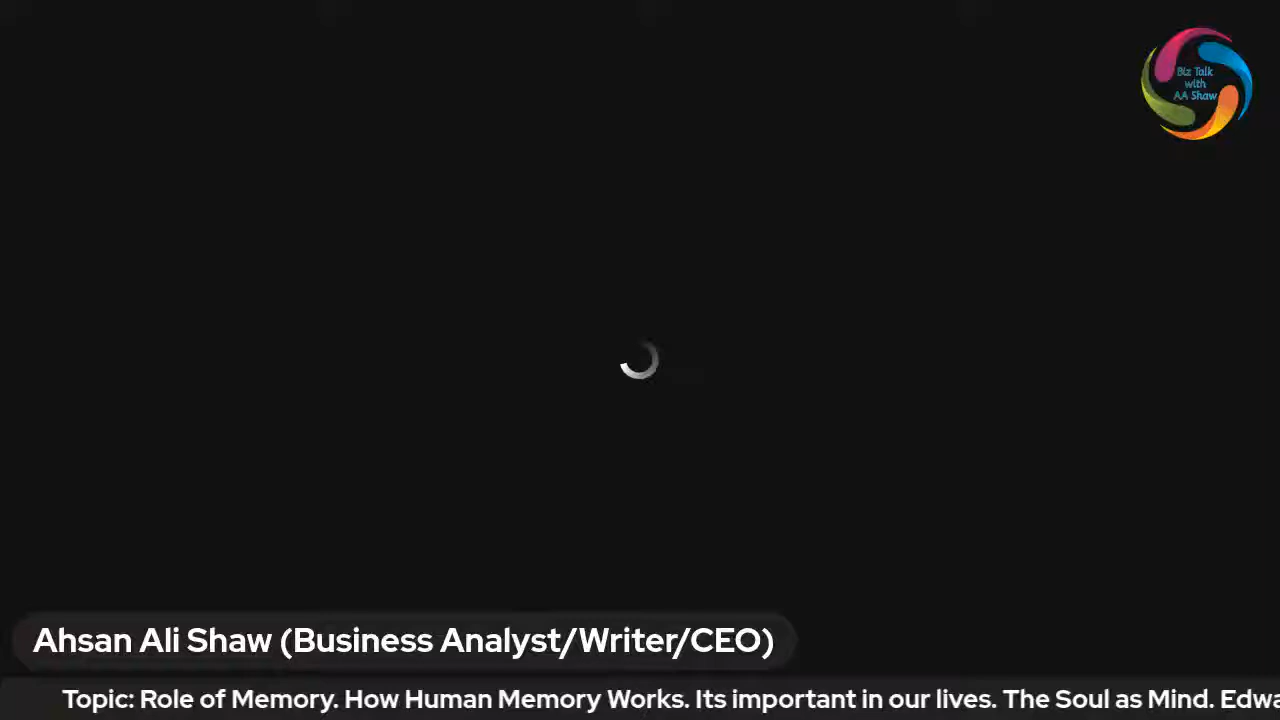 Biz Talk
with
AA Shaw
Ahsan Ali Shaw (Business Analyst/Writer/CEO)
Topic: Role of Memory. How Human Memory Works. Its important in our lives. The Soul as Mind. Edwa